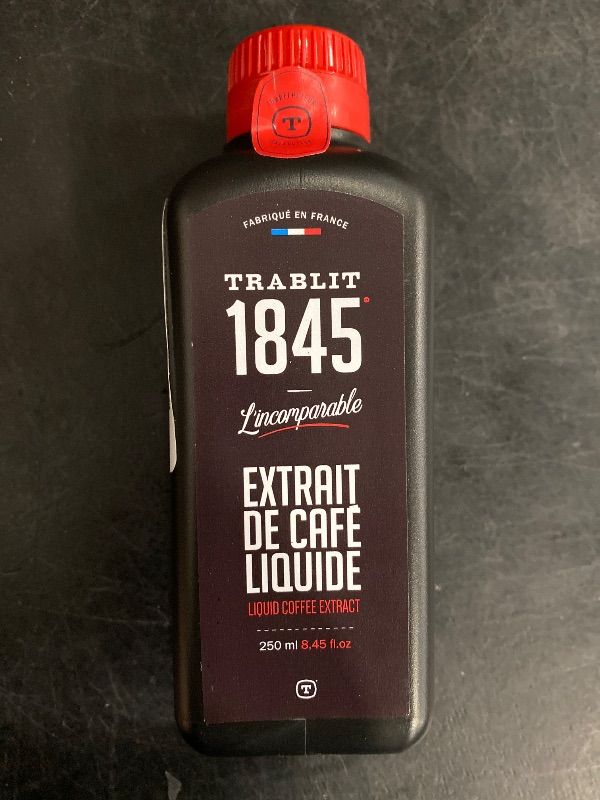 T
FABRIQUÉ EN FRANCE
TRABLIT
1845®
L'incomparable
EXTRAIT
DE CAFÉ
LIQUIDE
LIQUID COFFEE EXTRACT
250 ml 8,45 fl.oz
T